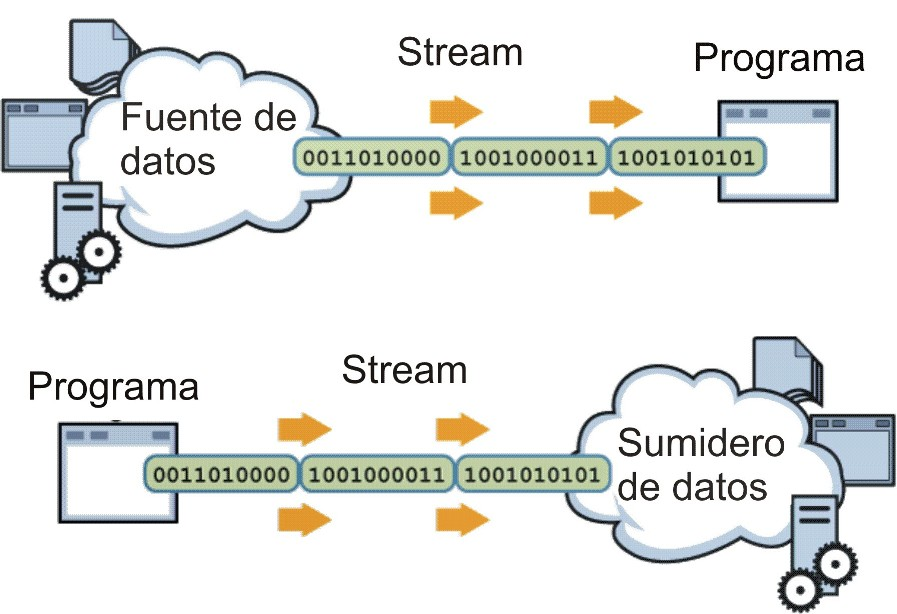 Stream
Programa
Fuente de
datos
0011010000 1001000011 1001010101
Stream
Programa
0011010000 1001000011 1001010101
Sumidero
de datos